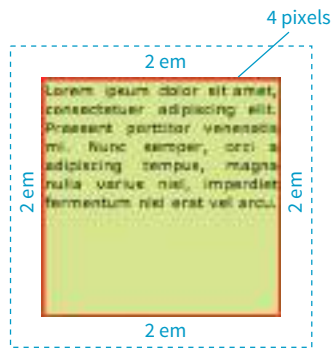 4 pixels
2 em
Lorem ipsum dolor sit amet,
consectetuer adipiscing elit.
Praesent porttitor venenatis
mi. Nunc semper, orci a
adipiscing tempus, magna
nulla varius nisl, imperdiet
fermentum nisl erat vel arcu.
2 em
2 em
2 em